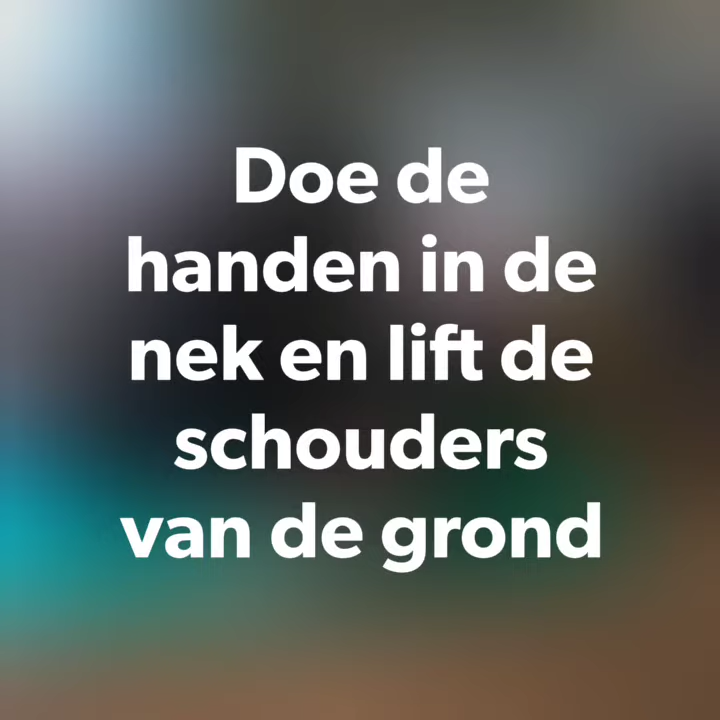 Doe de
handen in de
nek en lift de
schouders
van de grond